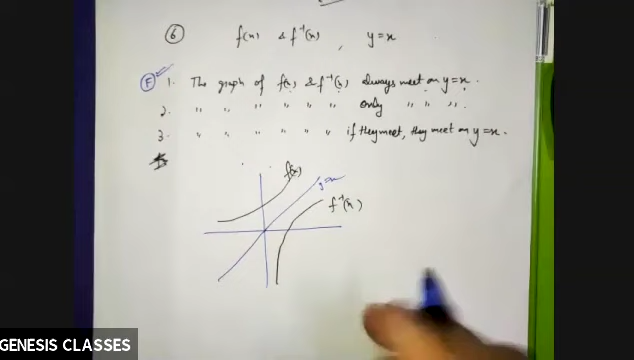 ⑥ f(x) & f⁻¹(x) , y=x
(F) 1. The graph of f(x) & f⁻¹(x) always meet on y=x.
2. " " " " " " only " " ".
3. " " " " " " if they meet, they meet on y=x.
f(x)
y=x
f⁻¹(x)
GENESIS CLASSES